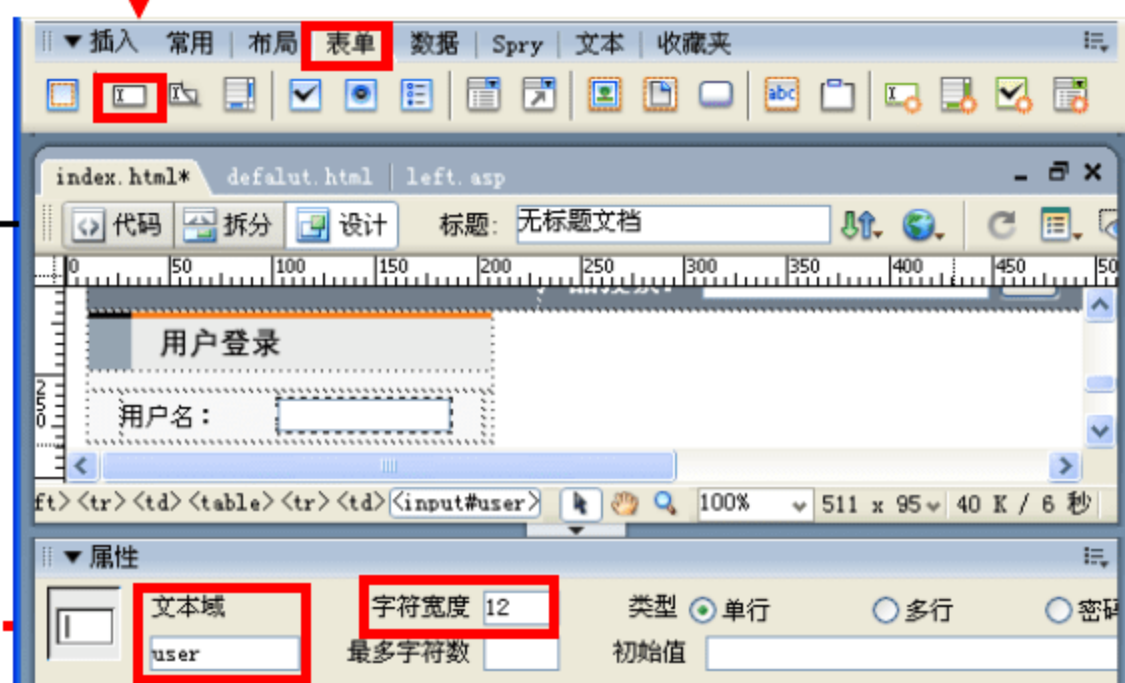 ▼插入 常用 | 布局 表单 数据 | Spry | 文本 | 收藏夹
abc
index.html* defalut.html | left.asp
代码 拆分 设计 标题: 无标题文档
0 50 100 150 200 250 300 350 400 450 50
用户登录
250
用户名：
ft> <tr> <td> <table> <tr> <td> <input#user> 100% 511 x 95 40 K / 6 秒
▼属性
文本域 字符宽度 12 类型 单行 多行 密码
user 最多字符数 初始值